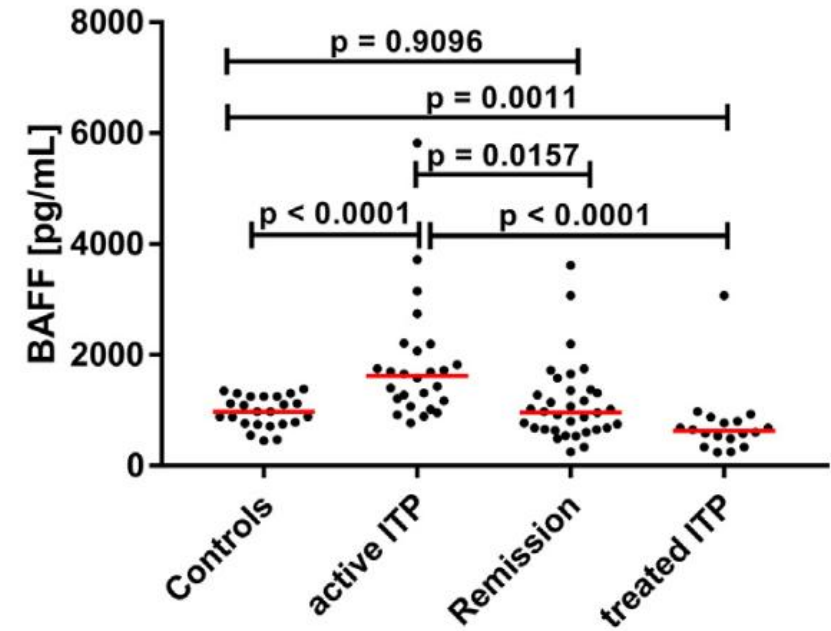 8000
6000
4000
2000
0
BAFF [pg/mL]
p = 0.9096
p = 0.0011
p = 0.0157
p < 0.0001
p < 0.0001
Controls
active ITP
Remission
treated ITP